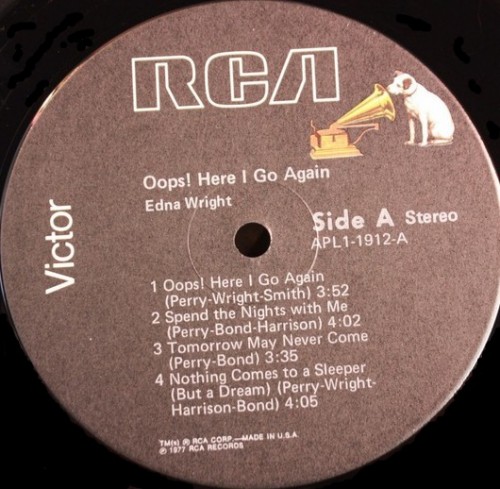 RCA
Oops! Here I Go Again
Edna Wright
Side A Stereo
APL1-1912-A
Victor
1 Oops! Here I Go Again
(Perry-Wright-Smith) 3:52
2 Spend the Nights with Me
(Perry-Bond-Harrison) 4:02
3 Tomorrow May Never Come
(Perry-Bond) 3:35
4 Nothing Comes to a Sleeper
(But a Dream) (Perry-Wright-
Harrison-Bond) 4:05
TM(s) ® RCA CORP.—MADE IN U.S.A.
℗ 1977 RCA RECORDS